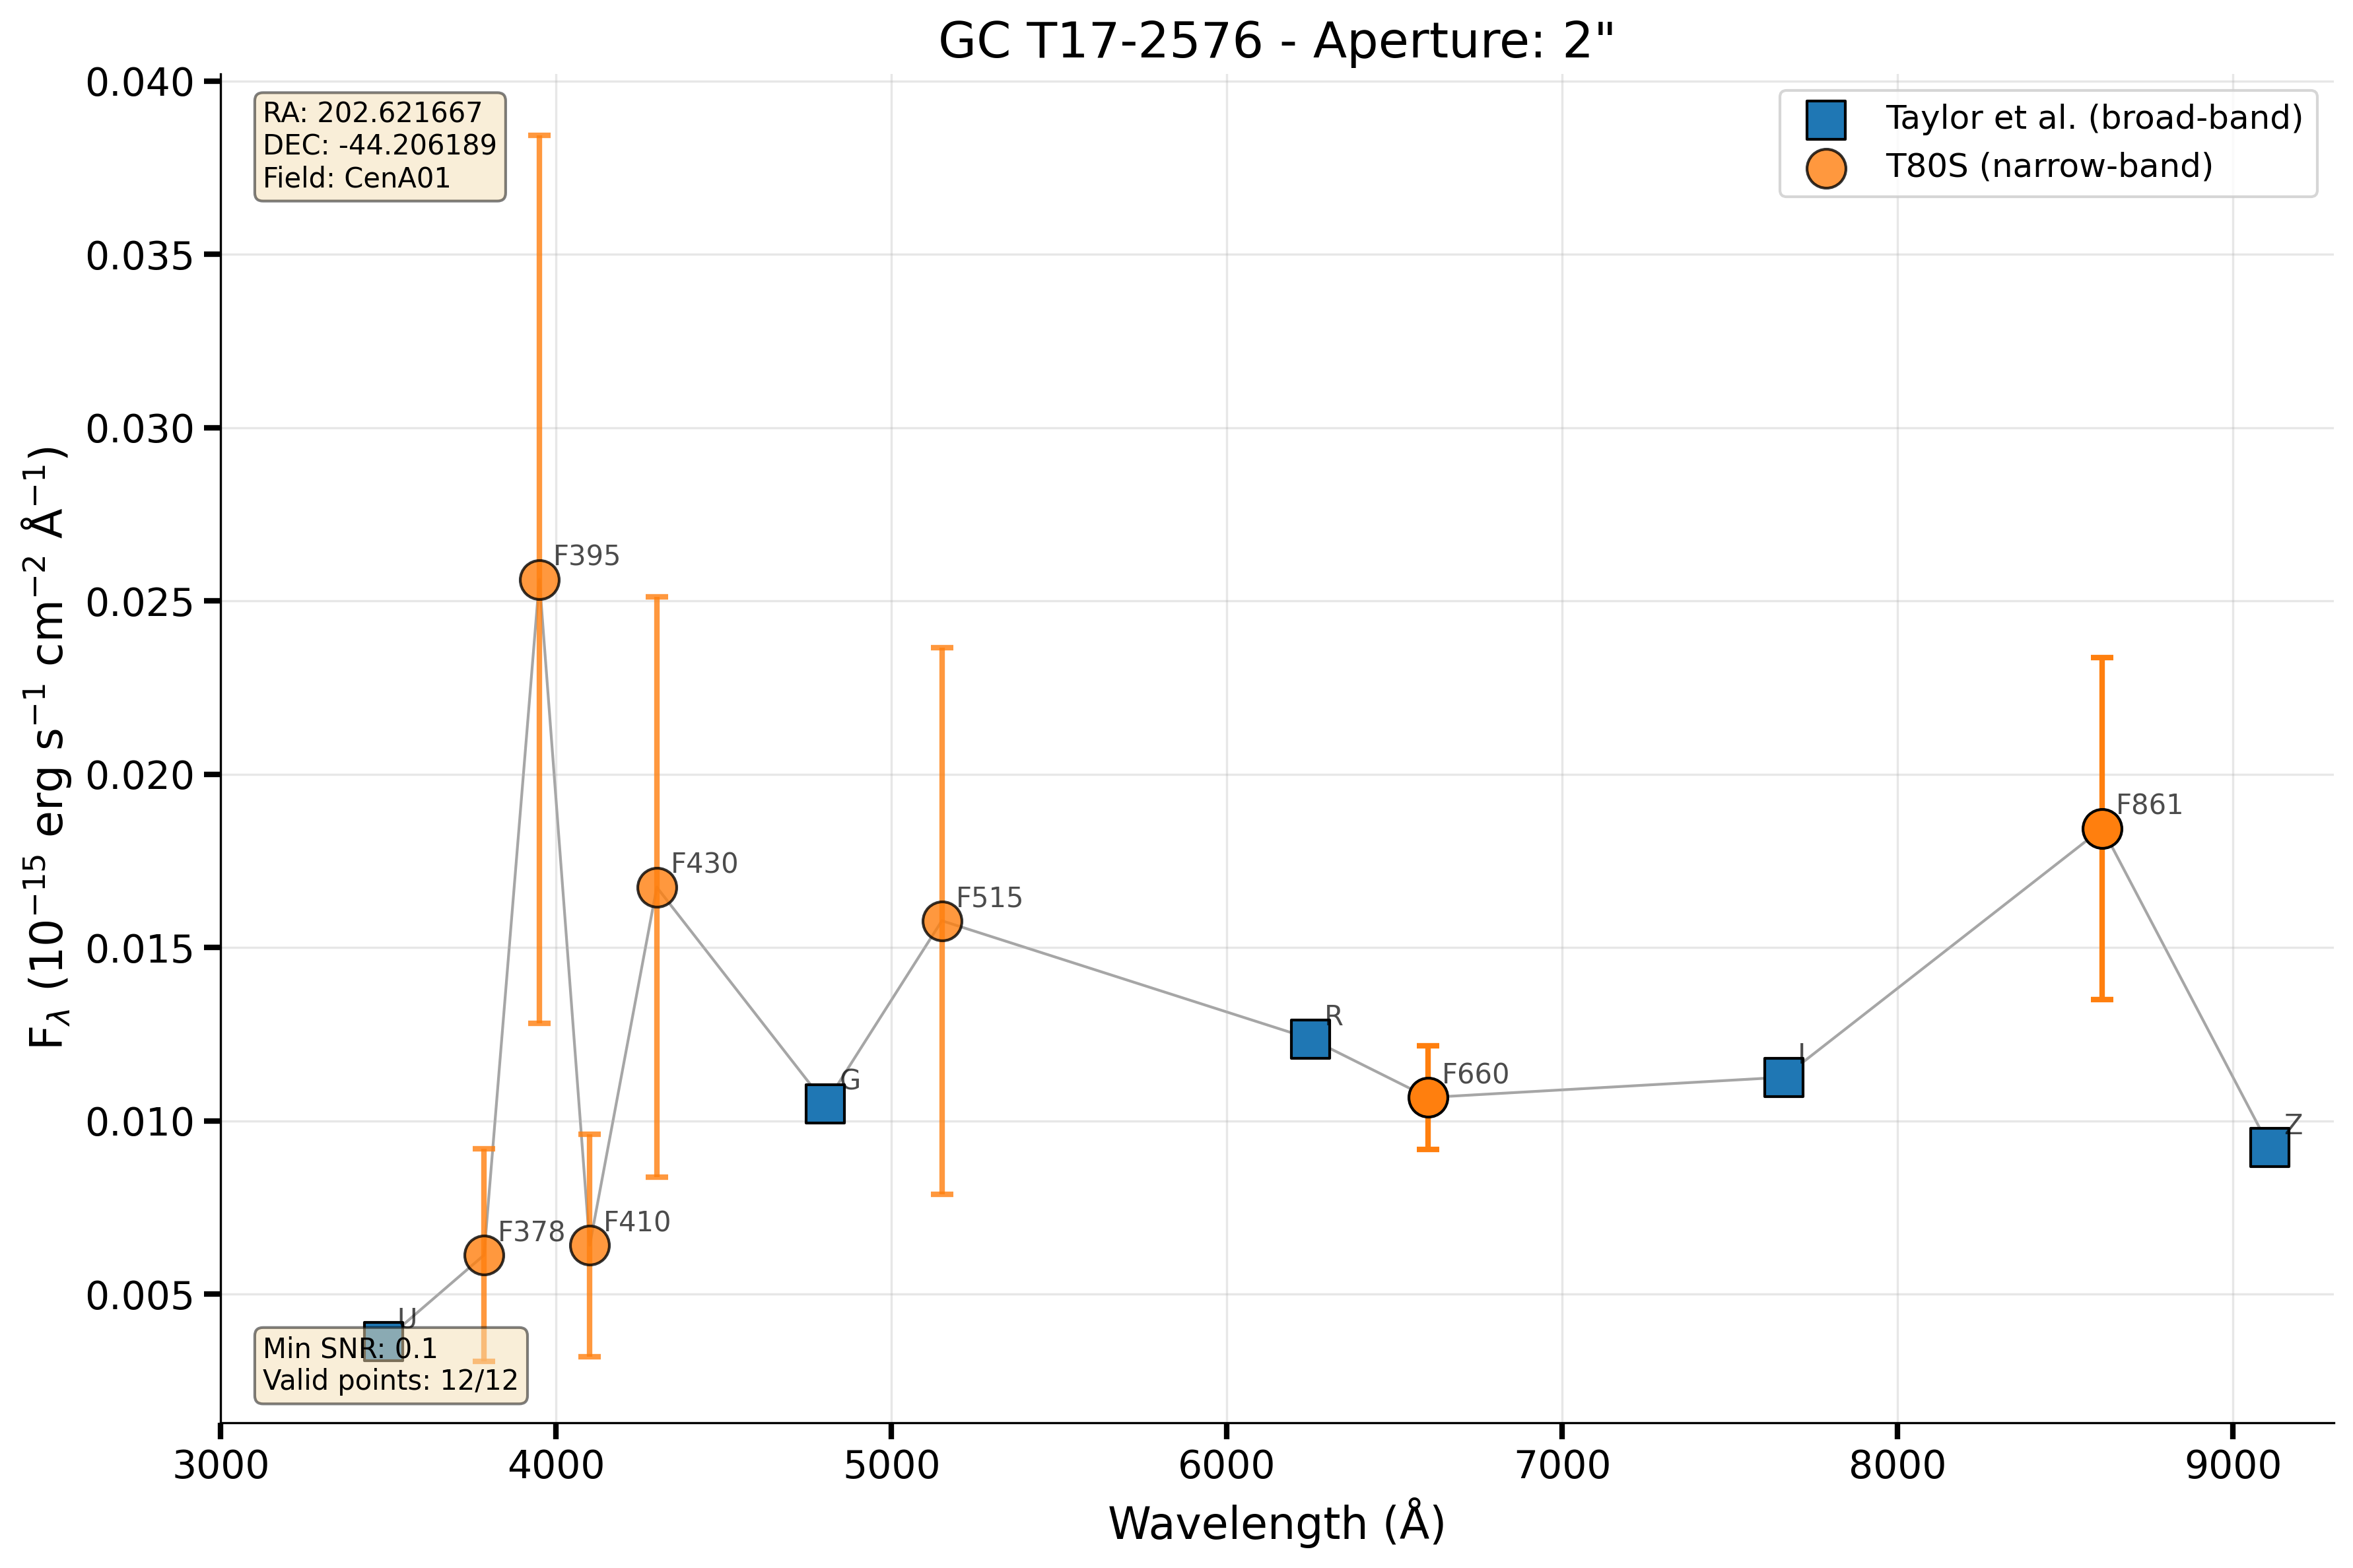 GC T17-2576 - Aperture: 2"
RA: 202.621667
DEC: -44.206189
Field: CenA01
Taylor et al. (broad-band)
T80S (narrow-band)
0.040
0.035
0.030
0.025
0.020
0.015
0.010
0.005
F_λ (10⁻¹⁵ erg s⁻¹ cm⁻² Å⁻¹)
F395
F430
F515
F861
G
R
F660
I
Z
F378
F410
U
Min SNR: 0.1
Valid points: 12/12
3000
4000
5000
6000
7000
8000
9000
Wavelength (Å)